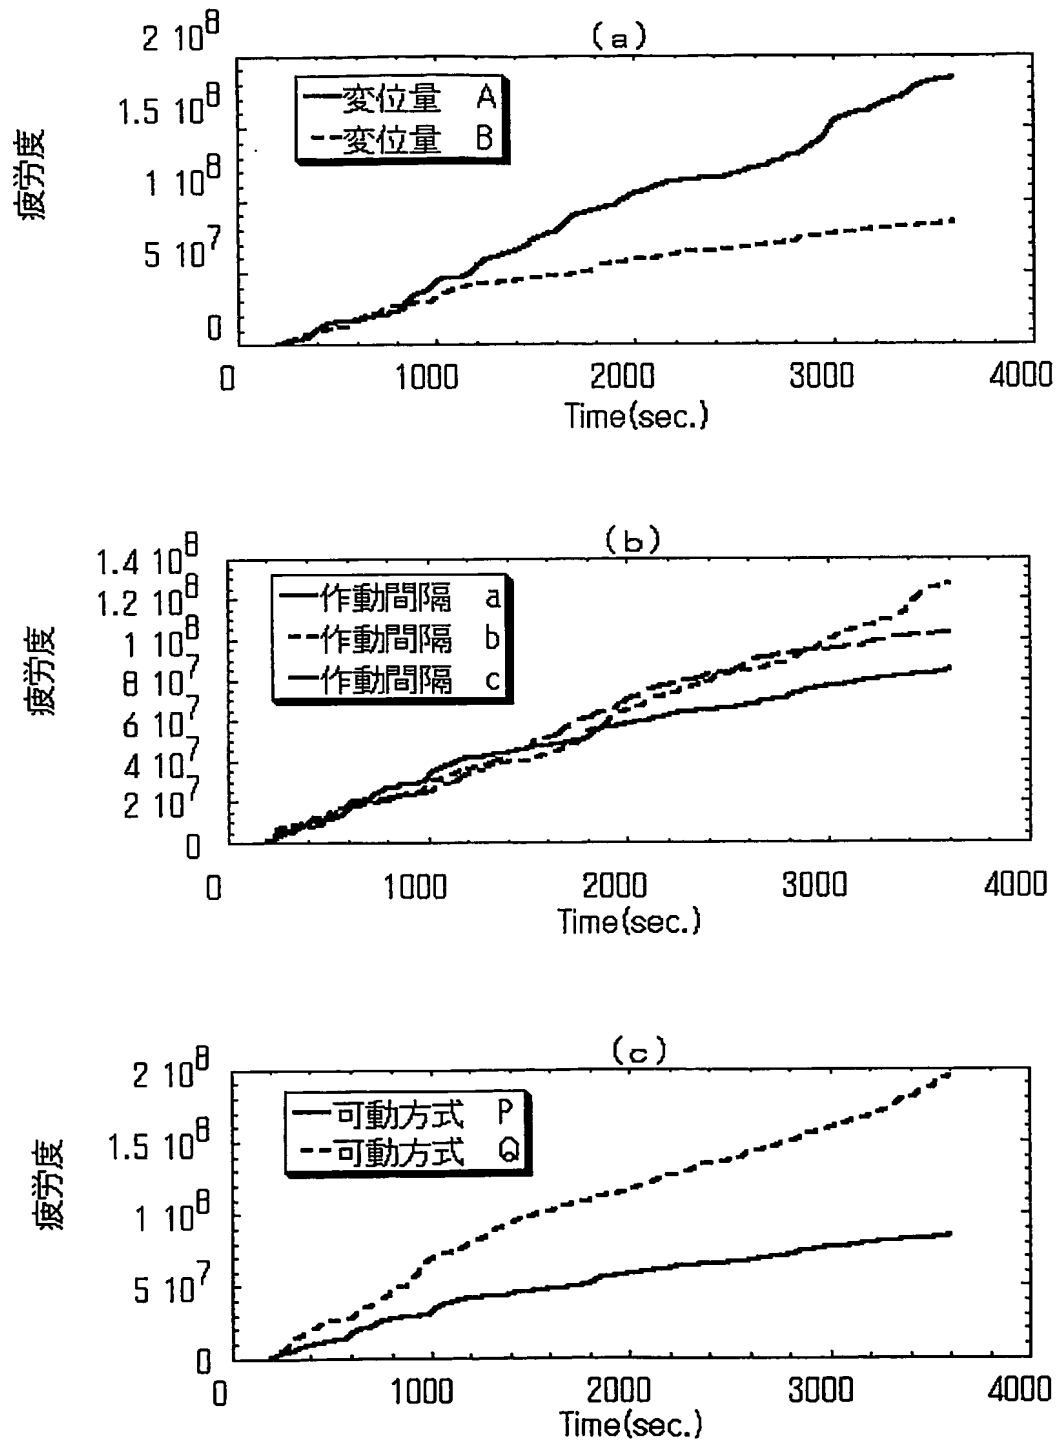 (a)
2 10^8
1.5 10^8
1 10^8
5 10^7
0
疲労度
変位量 A
変位量 B
0 1000 2000 3000 4000
Time(sec.)
(b)
1.4 10^8
1.2 10^8
1 10^8
8 10^7
6 10^7
4 10^7
2 10^7
0
疲労度
作動間隔 a
作動間隔 b
作動間隔 c
0 1000 2000 3000 4000
Time(sec.)
(c)
2 10^8
1.5 10^8
1 10^8
5 10^7
0
疲労度
可動方式 P
可動方式 Q
0 1000 2000 3000 4000
Time(sec.)